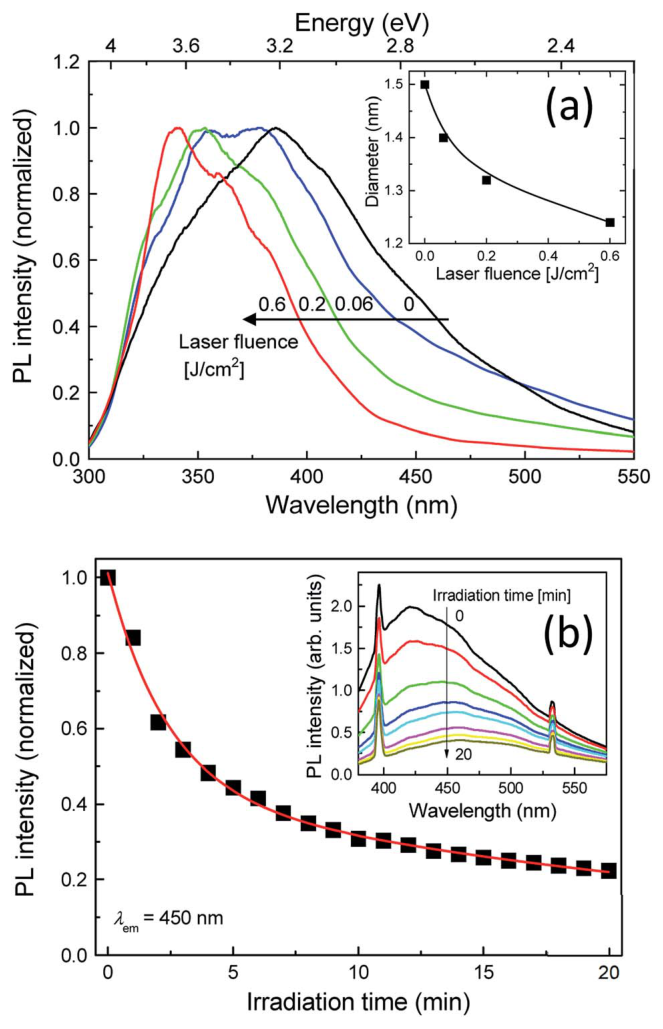 Energy (eV)
4 3.6 3.2 2.8 2.4
1.2
1.0
0.8
0.6
0.4
0.2
0.0
PL intensity (normalized)
300 350 400 450 500 550
Wavelength (nm)
0.6 0.2 0.06 0
Laser fluence
[J/cm²]
(a)
1.5
1.4
1.3
1.2
Diameter (nm)
0.0 0.2 0.4 0.6
Laser fluence [J/cm²]
1.0
0.8
0.6
0.4
0.2
0.0
PL intensity (normalized)
0 5 10 15 20
Irradiation time (min)
λem = 450 nm
(b)
2.0
1.5
1.0
0.5
0.0
PL intensity (arb. units)
Irradiation time [min]
0
20
400 450 500 550
Wavelength (nm)